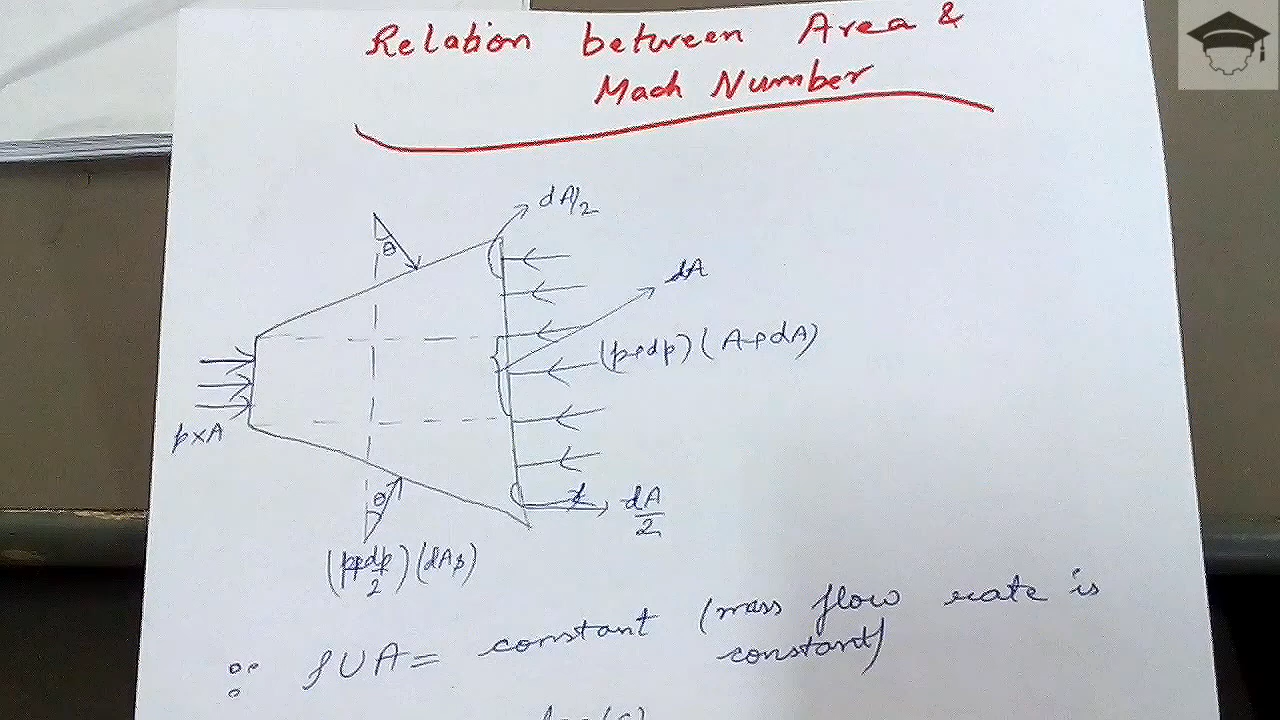 Relation between Area &
Mach Number
dA/2
θ
dA
(p+dp)(A+dA)
p×A
θ
dA/2
(p+dp/2)(dAs)
∵ ρUA = constant (mass flow rate is
constant)